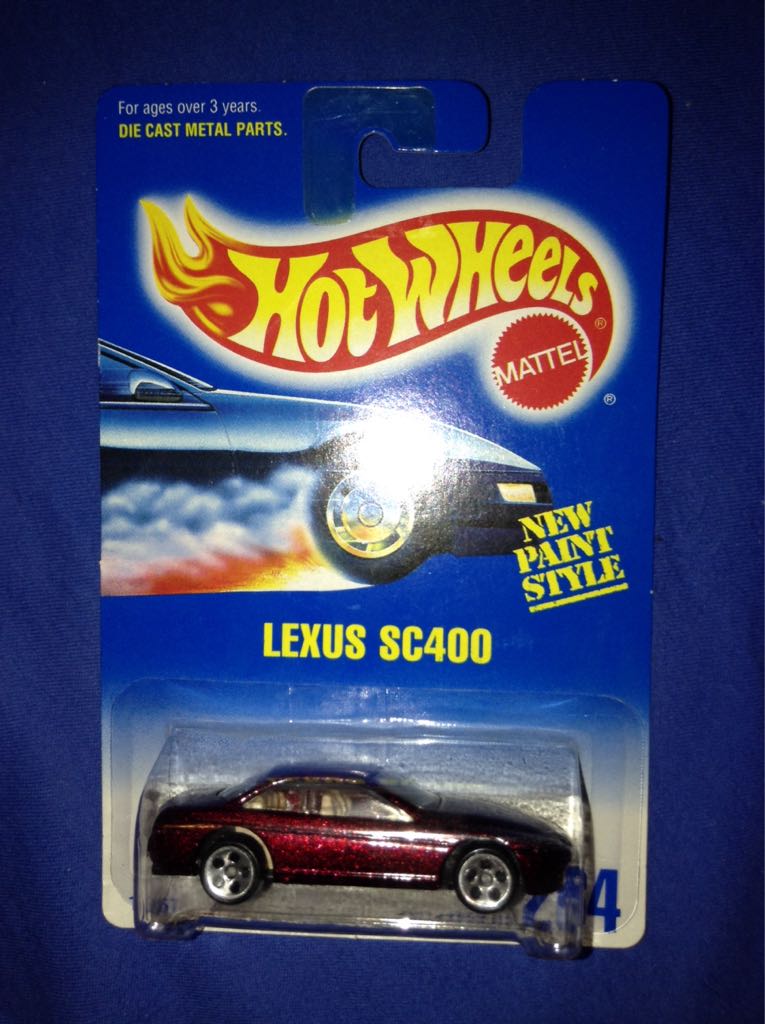 For ages over 3 years.
DIE CAST METAL PARTS.
HOT WHEELS
®
MATTEL
®
NEW
PAINT
STYLE
LEXUS SC400